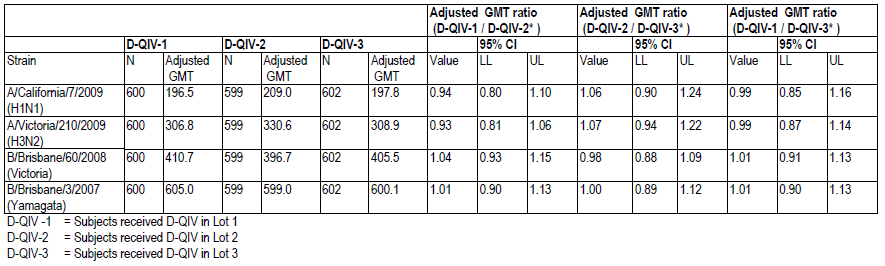 Adjusted GMT ratio (D-QIV-1 / D-QIV-2* ) Adjusted GMT ratio (D-QIV-2 / D-QIV-3* ) Adjusted GMT ratio (D-QIV-1 / D-QIV-3* )
D-QIV-1 D-QIV-2 D-QIV-3 95% CI 95% CI 95% CI
Strain N Adjusted GMT N Adjusted GMT N Adjusted GMT Value LL UL Value LL UL Value LL UL
A/California/7/2009 (H1N1) 600 196.5 599 209.0 602 197.8 0.94 0.80 1.10 1.06 0.90 1.24 0.99 0.85 1.16
A/Victoria/210/2009 (H3N2) 600 306.8 599 330.6 602 308.9 0.93 0.81 1.06 1.07 0.94 1.22 0.99 0.87 1.14
B/Brisbane/60/2008 (Victoria) 600 410.7 599 396.7 602 405.5 1.04 0.93 1.15 0.98 0.88 1.09 1.01 0.91 1.13
B/Brisbane/3/2007 (Yamagata) 600 605.0 599 599.0 602 600.1 1.01 0.90 1.13 1.00 0.89 1.12 1.01 0.90 1.13
D-QIV -1 = Subjects received D-QIV in Lot 1
D-QIV-2 = Subjects received D-QIV in Lot 2
D-QIV-3 = Subjects received D-QIV in Lot 3